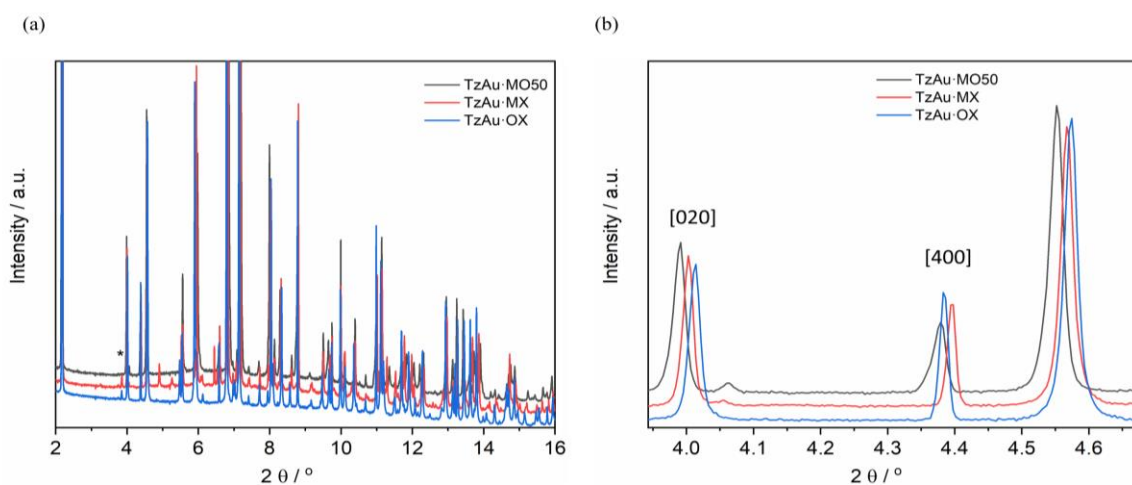 (a)
(b)
TzAu·MO50
TzAu·MX
TzAu·OX
Intensity / a.u.
*
2 4 6 8 10 12 14 16
2 θ / °
TzAu·MO50
TzAu·MX
TzAu·OX
[020]
[400]
Intensity / a.u.
4.0 4.1 4.2 4.3 4.4 4.5 4.6
2 θ / °